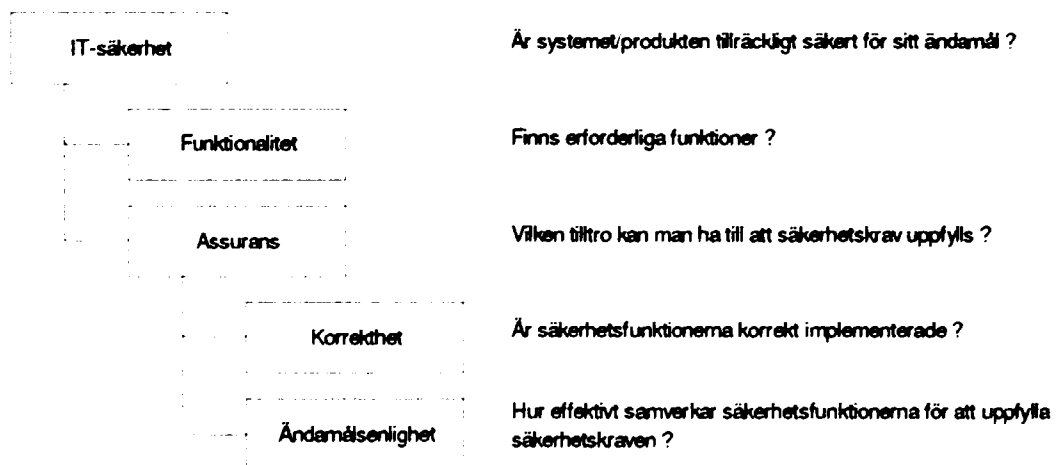 IT-säkerhet
Är systemet/produkten tillräckligt säkert för sitt ändamål ?
Funktionalitet
Finns erforderliga funktioner ?
Assurans
Vilken tilltro kan man ha till att säkerhetskrav uppfylls ?
Korrekthet
Är säkerhetsfunktionerna korrekt implementerade ?
Ändamålsenlighet
Hur effektivt samverkar säkerhetsfunktionerna för att uppfylla
säkerhetskraven ?